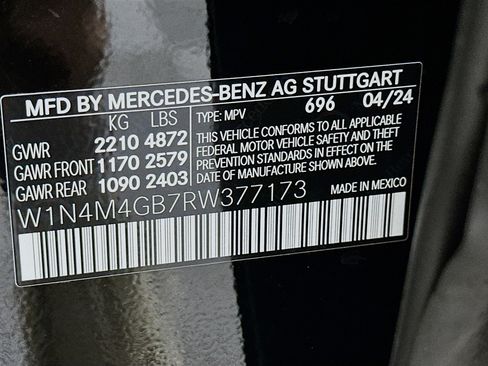 MFD BY MERCEDES-BENZ AG STUTTGART
KG LBS TYPE: MPV 696 04/24
GVWR 2210 4872
GAWR FRONT 1170 2579
GAWR REAR 1090 2403
THIS VEHICLE CONFORMS TO ALL APPLICABLE
FEDERAL MOTOR VEHICLE SAFETY AND THEFT
PREVENTION STANDARDS IN EFFECT ON THE
DATE OF MANUFACTURE SHOWN ABOVE.
W1N4M4GB7RW377173
MADE IN MEXICO